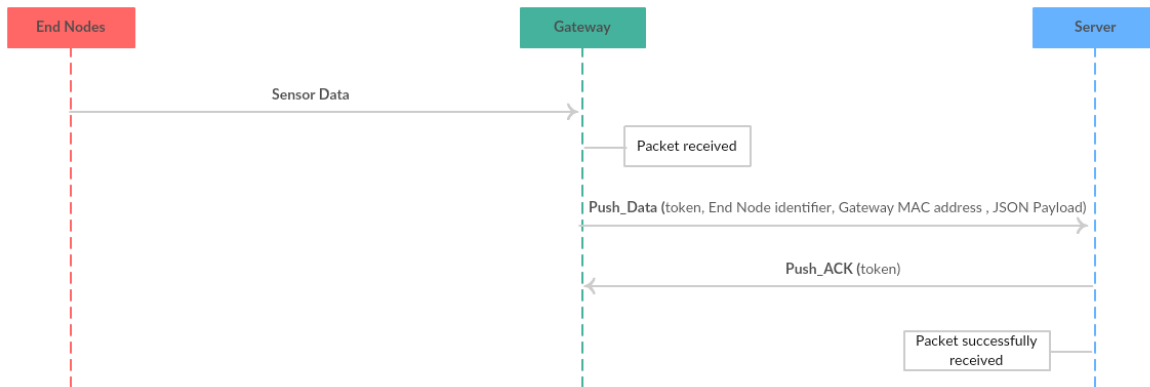 End Nodes
Gateway
Server
Sensor Data
Packet received
Push_Data (token, End Node identifier, Gateway MAC address , JSON Payload)
Push_ACK (token)
Packet successfully
received